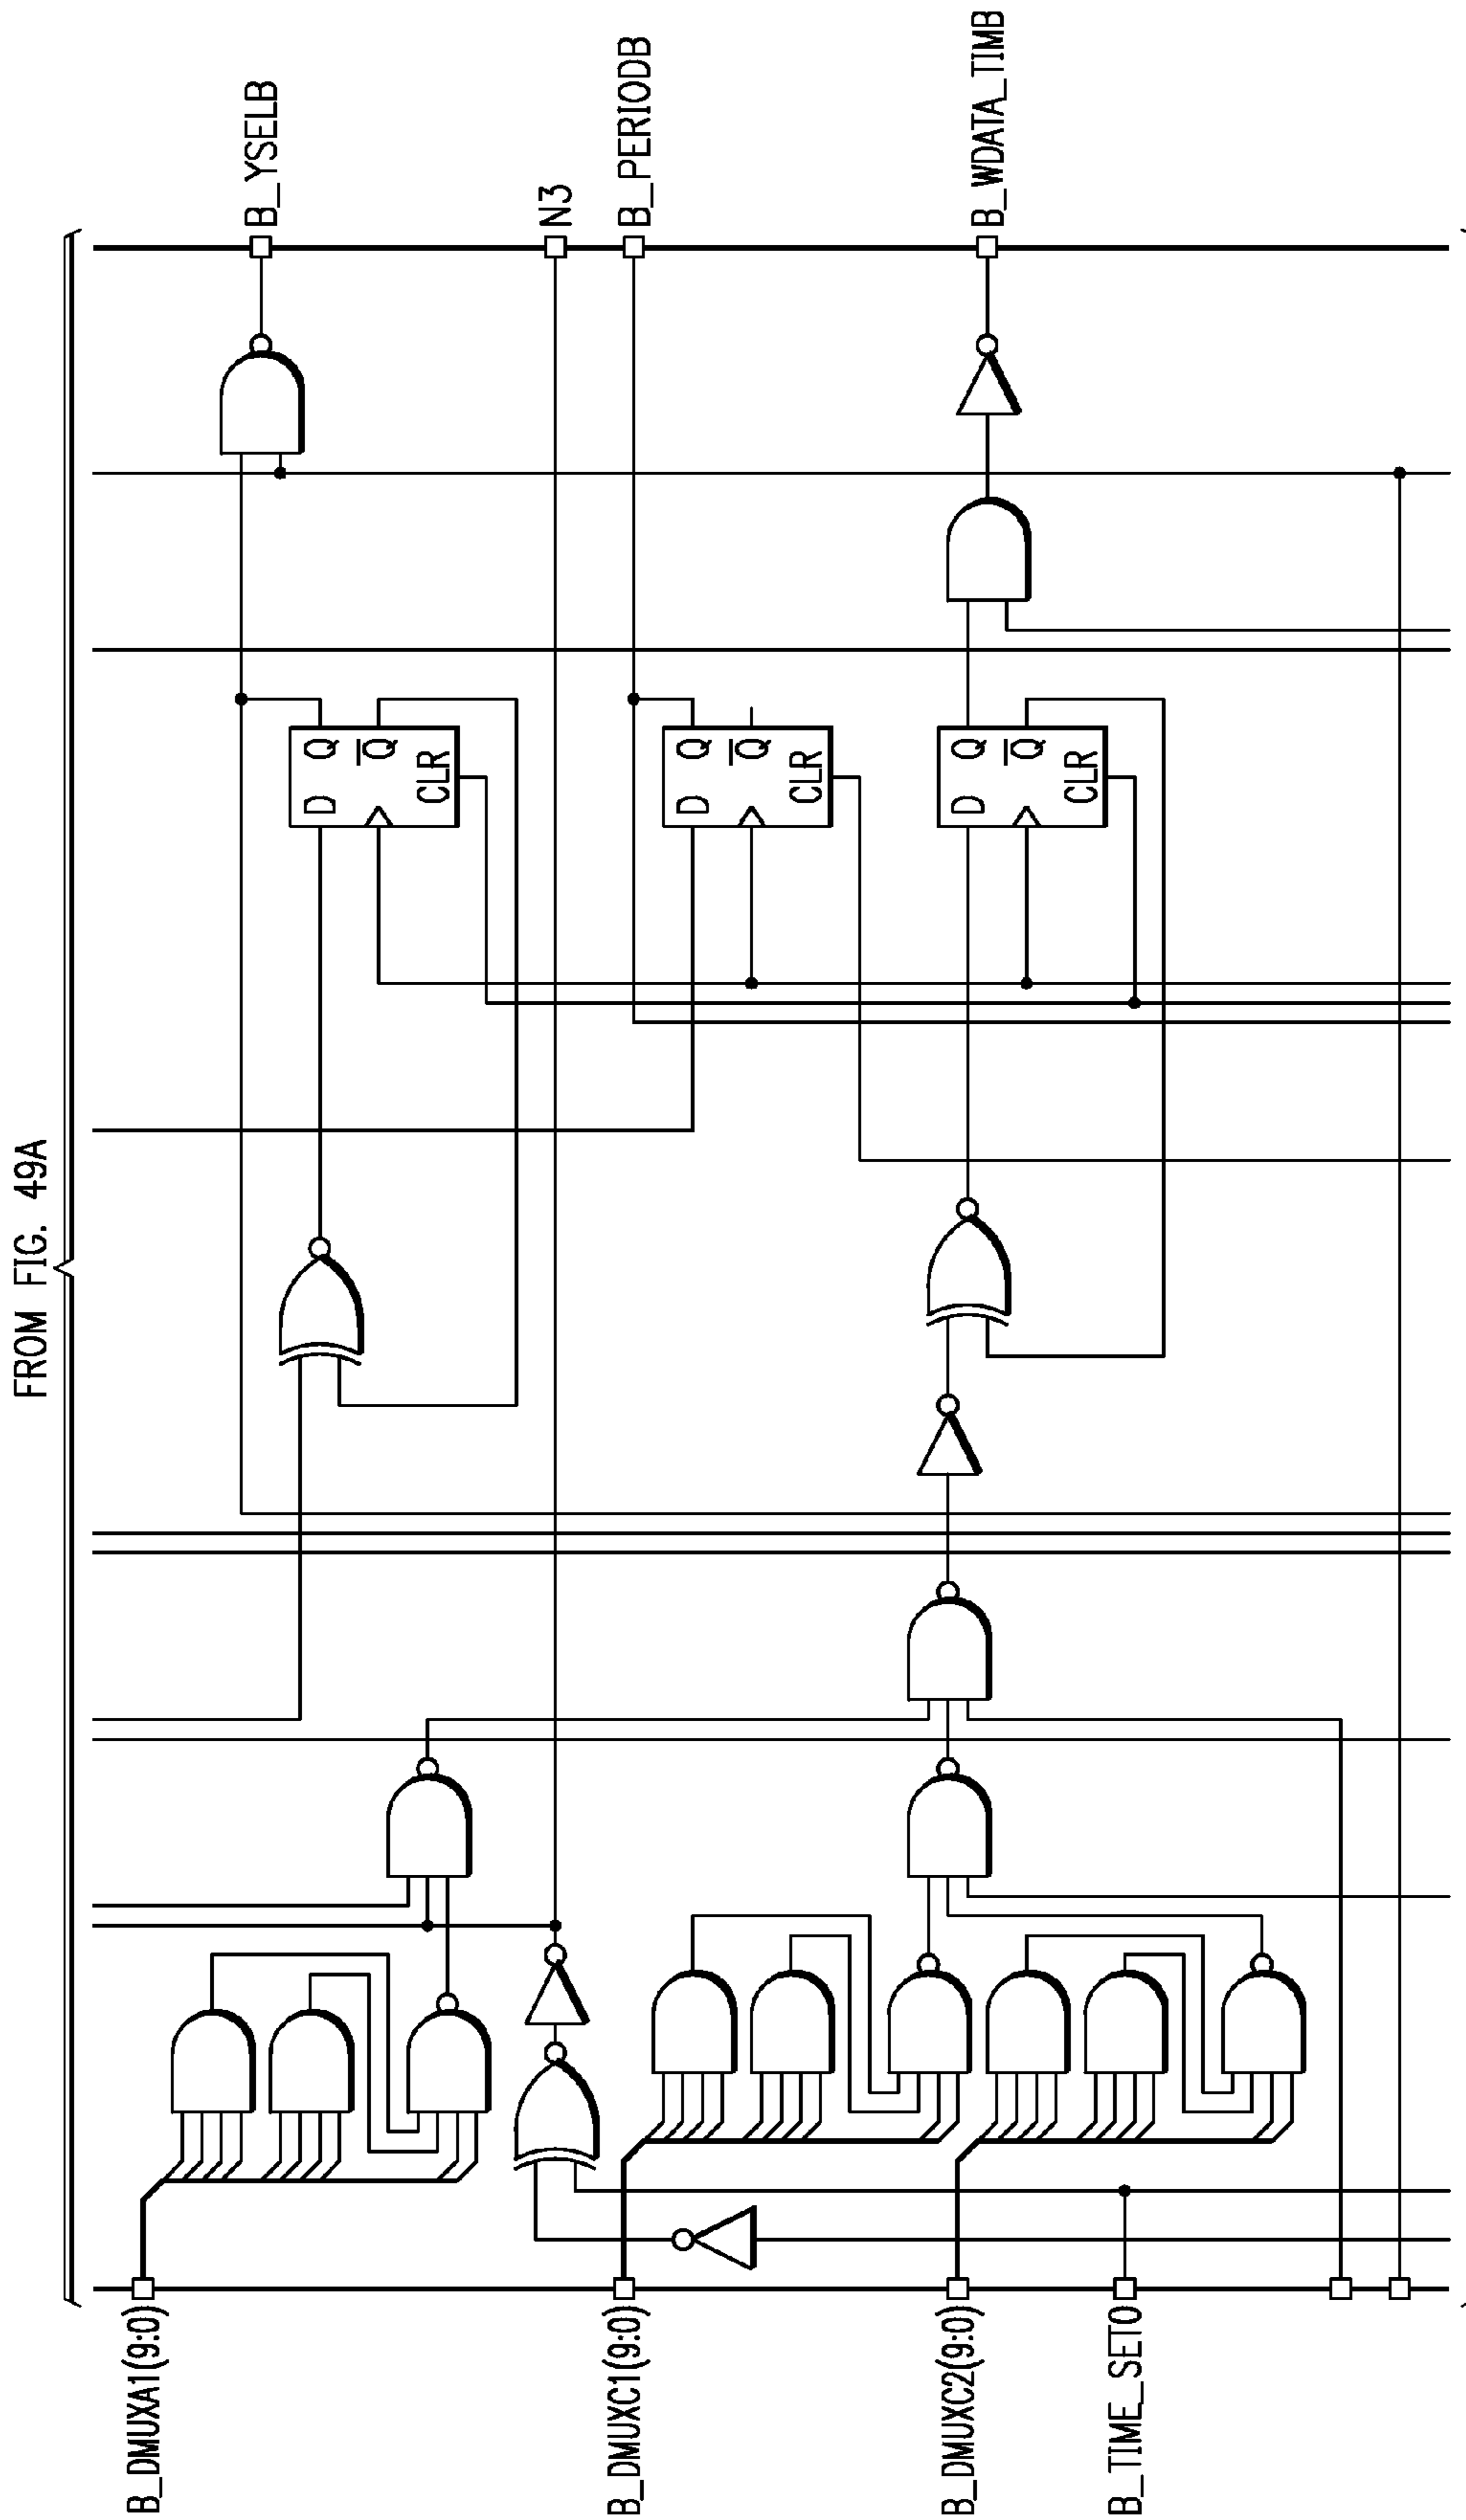 FROM FIG. 49A
B_YSELB
N3
B_PERIODB
B_WDATA_TIMB
D Q
Q
CLR
D Q
Q
CLR
D Q
Q
CLR
B_DMUXA1(9:0)
B_DMUXC1(9:0)
B_DMUXC2(9:0)
B_TIME_SET0